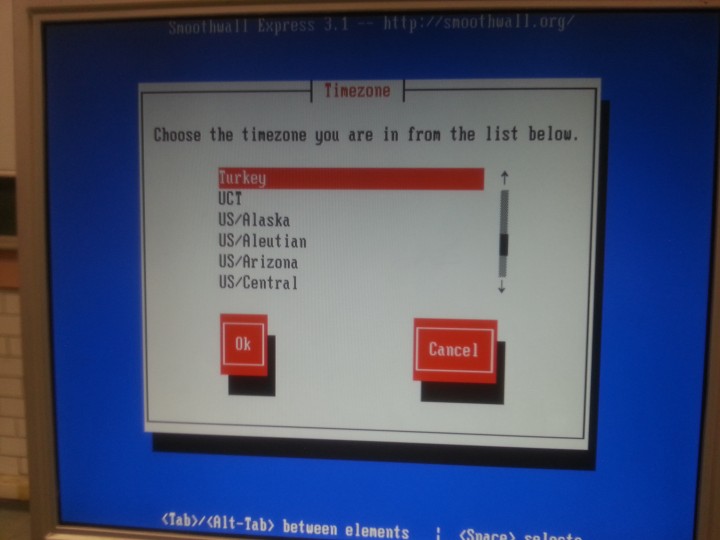 Smoothwall Express 3.1 -- http://smoothwall.org/
Timezone
Choose the timezone you are in from the list below.
Turkey
UCT
US/Alaska
US/Aleutian
US/Arizona
US/Central
Ok
Cancel
<Tab>/<Alt-Tab> between elements | <Space> selects